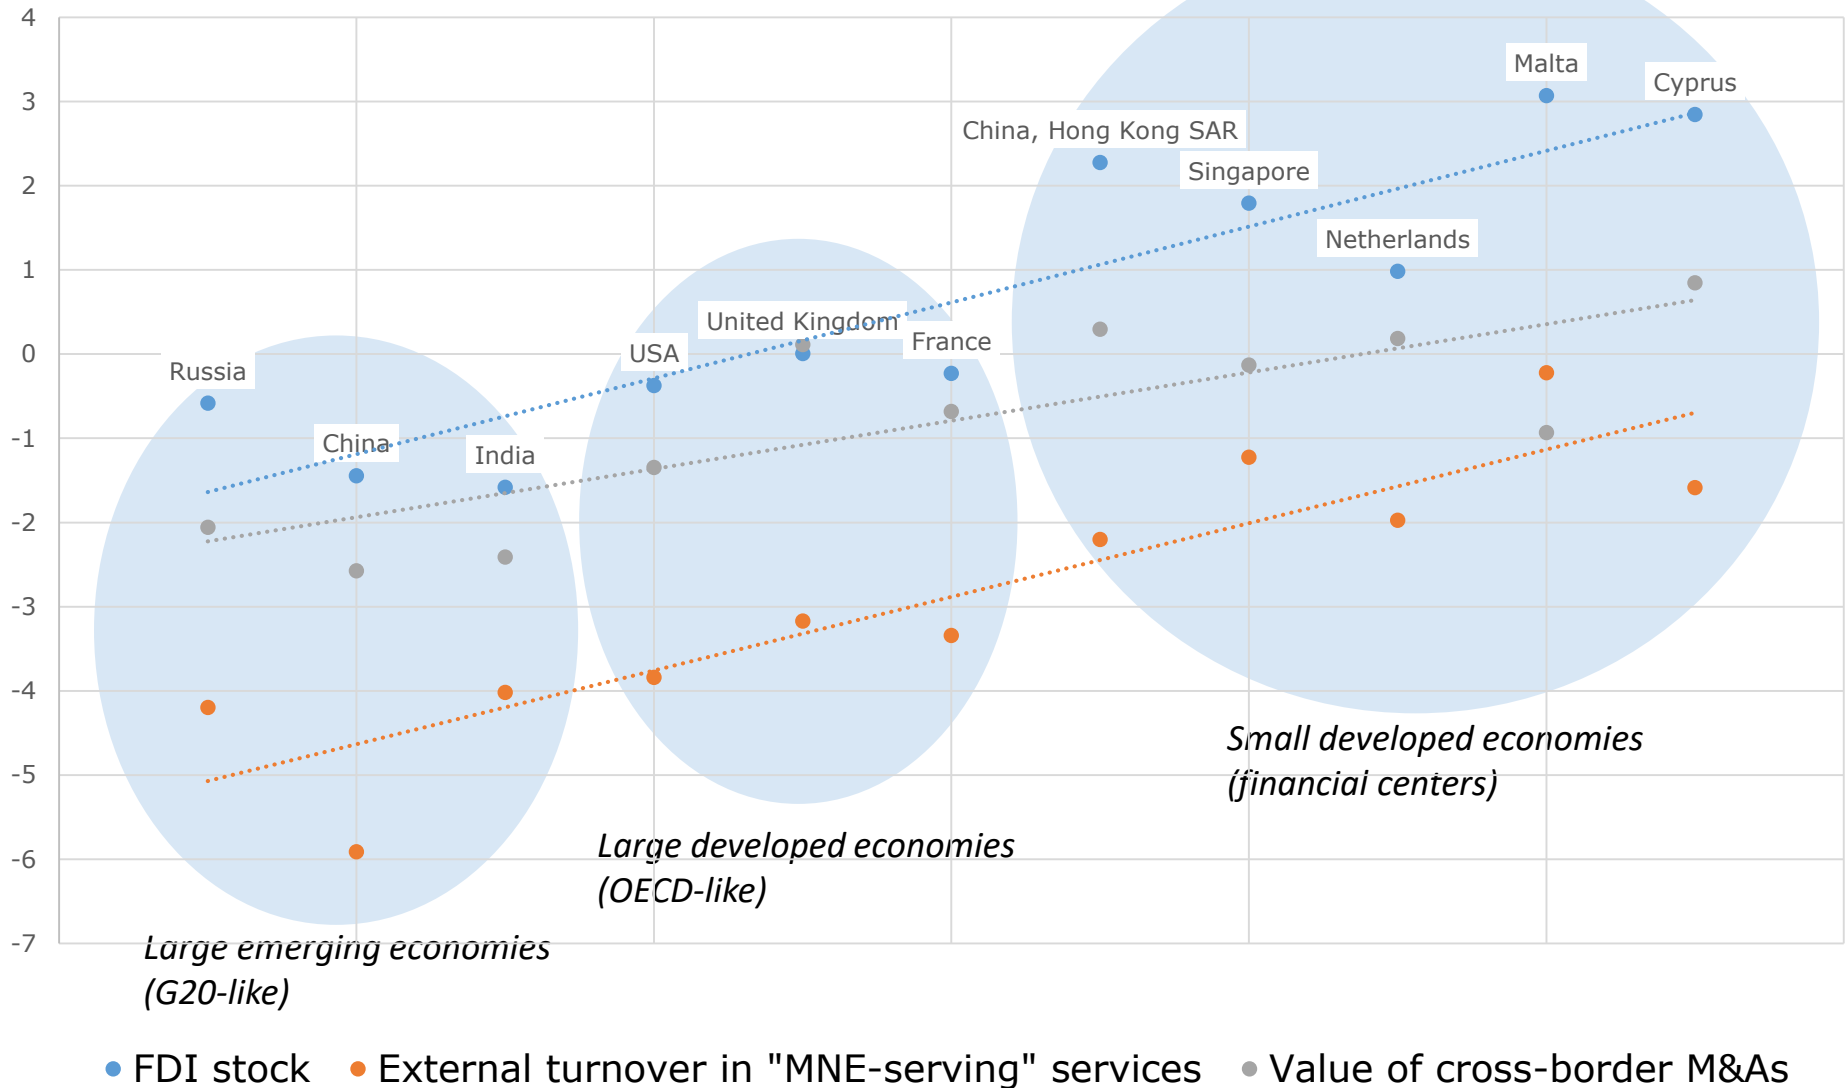 4
3
2
1
0
-1
-2
-3
-4
-5
-6
-7
Russia
China
India
USA
United Kingdom
France
China, Hong Kong SAR
Singapore
Netherlands
Malta
Cyprus
Small developed economies
(financial centers)
Large developed economies
(OECD-like)
Large emerging economies
(G20-like)
FDI stock External turnover in "MNE-serving" services Value of cross-border M&As